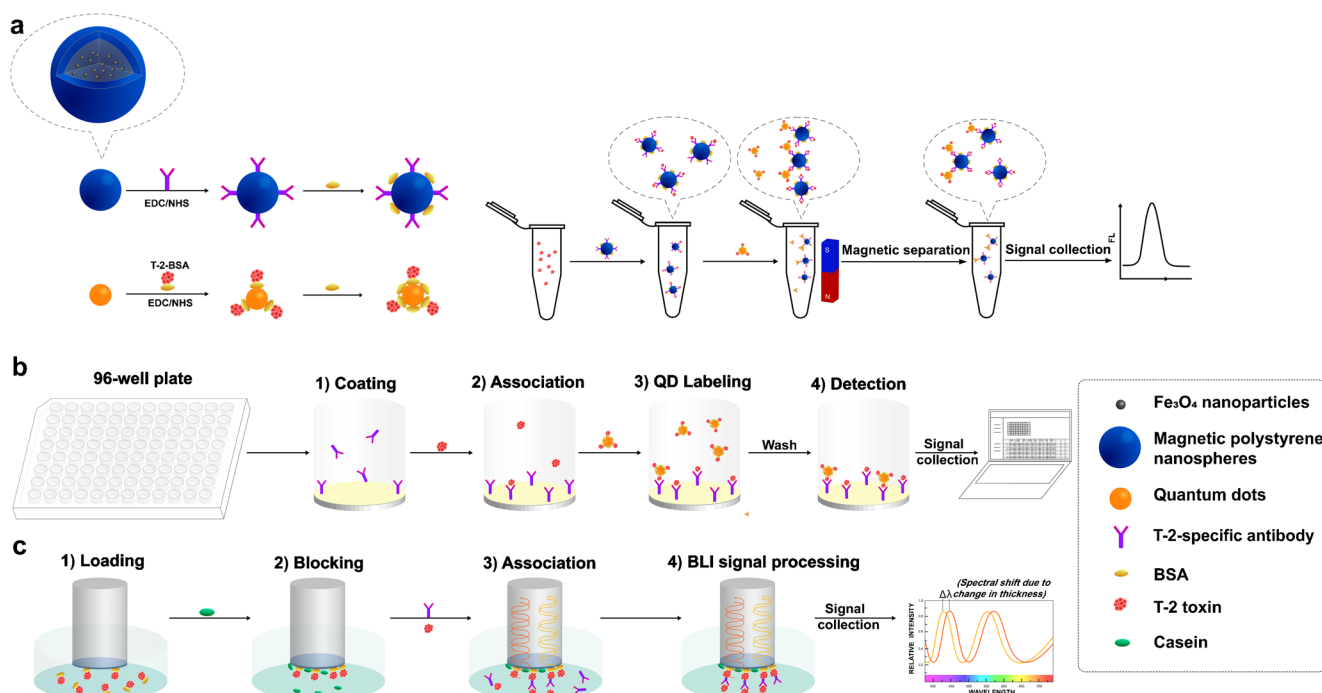 a
EDC/NHS
T-2-BSA
EDC/NHS
S
N
Magnetic separation
Signal collection
FL
b
96-well plate
1) Coating
2) Association
3) QD Labeling
4) Detection
Wash
Signal
collection
c
1) Loading
2) Blocking
3) Association
4) BLI signal processing
Signal
collection
(Spectral shift due to
change in thickness)
Δλ
RELATIVE INTENSITY
WAVELENGTH
Fe₃O₄ nanoparticles
Magnetic polystyrene
nanospheres
Quantum dots
T-2-specific antibody
BSA
T-2 toxin
Casein